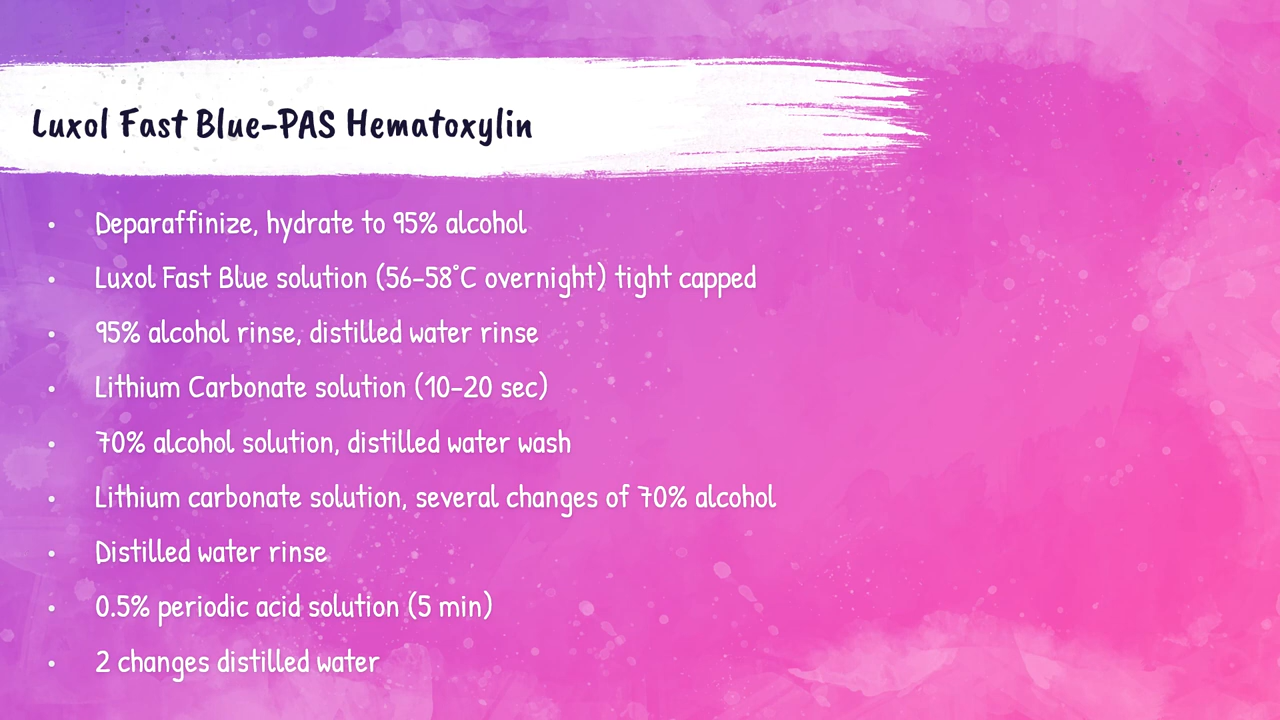 Luxol Fast Blue-PAS Hematoxylin
• Deparaffinize, hydrate to 95% alcohol
• Luxol Fast Blue solution (56-58°C overnight) tight capped
• 95% alcohol rinse, distilled water rinse
• Lithium Carbonate solution (10-20 sec)
• 70% alcohol solution, distilled water wash
• Lithium carbonate solution, several changes of 70% alcohol
• Distilled water rinse
• 0.5% periodic acid solution (5 min)
• 2 changes distilled water